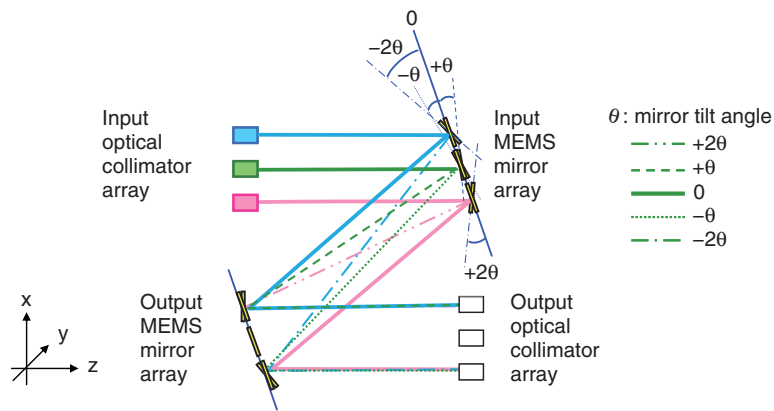 0
−2θ
+θ
−θ
Input
optical
collimator
array
Input
MEMS
mirror
array
θ : mirror tilt angle
+2θ
+θ
0
−θ
−2θ
+2θ
Output
MEMS
mirror
array
Output
optical
collimator
array
x
y
z